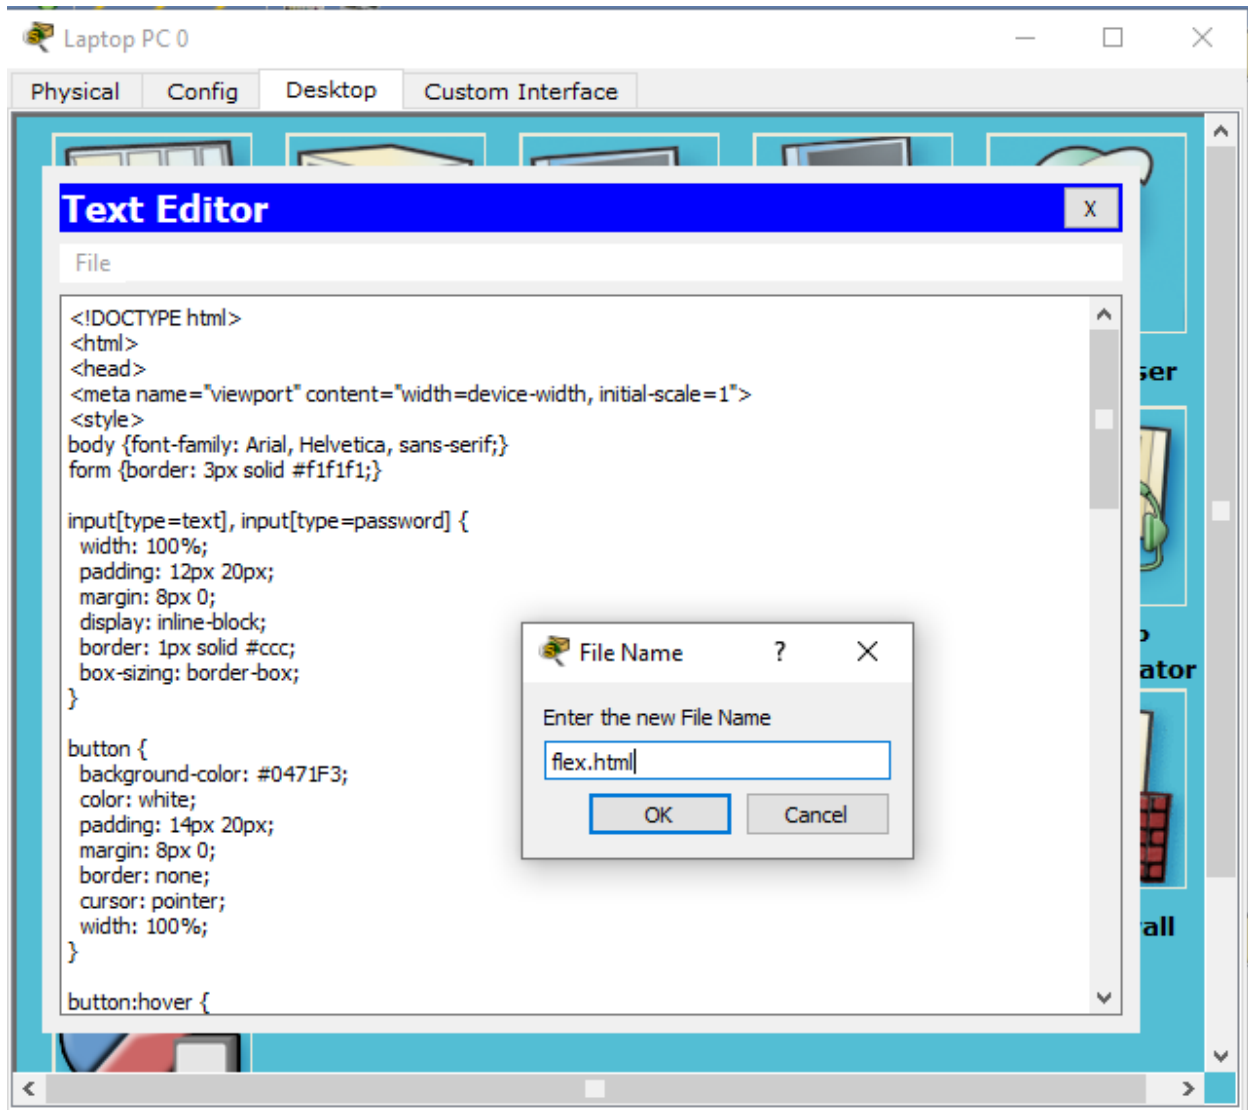 Laptop PC 0
Physical Config Desktop Custom Interface
Text Editor X
File
<!DOCTYPE html>
<html>
<head>
<meta name="viewport" content="width=device-width, initial-scale=1">
<style>
body {font-family: Arial, Helvetica, sans-serif;}
form {border: 3px solid #f1f1f1;}
input[type=text], input[type=password] {
width: 100%;
padding: 12px 20px;
margin: 8px 0;
display: inline-block;
border: 1px solid #ccc;
box-sizing: border-box;
}
button {
background-color: #0471F3;
color: white;
padding: 14px 20px;
margin: 8px 0;
border: none;
cursor: pointer;
width: 100%;
}
button:hover {
File Name ?
Enter the new File Name
flex.html
OK Cancel
ser
ator
all